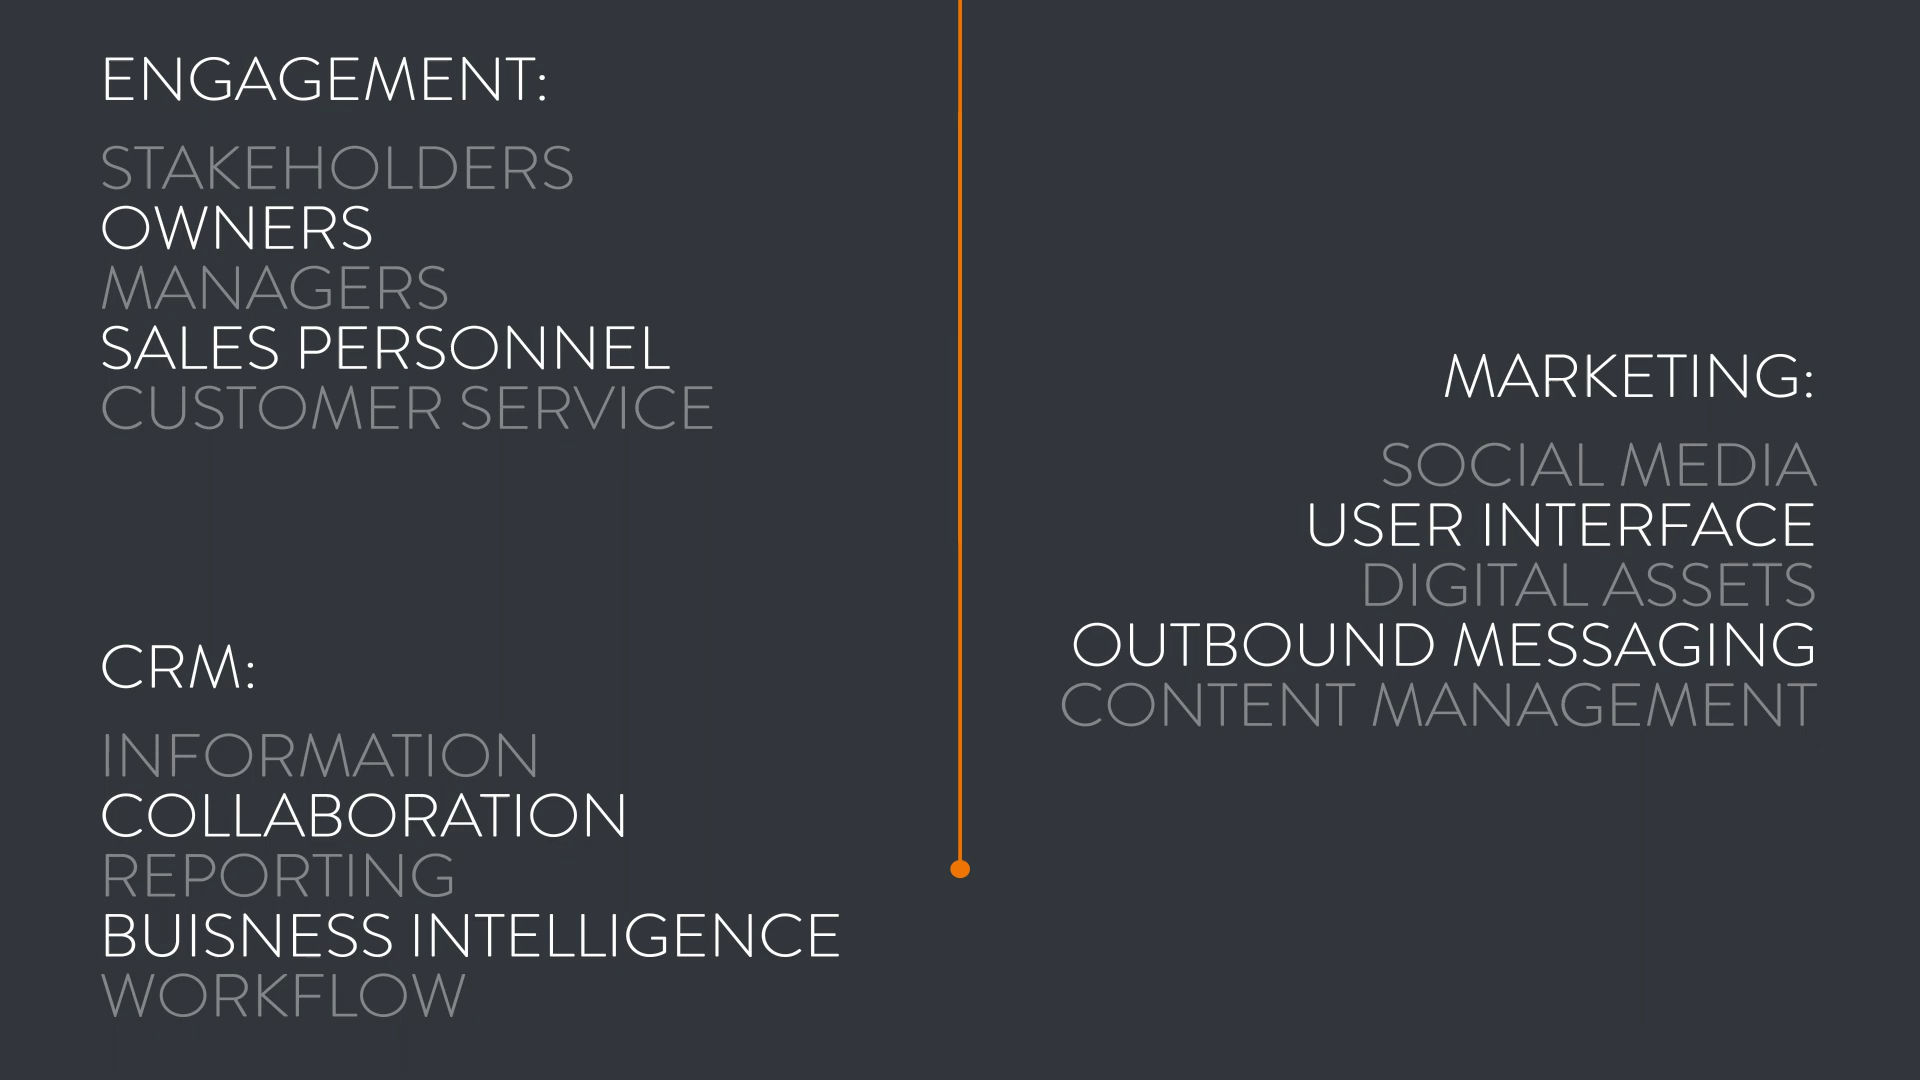 ENGAGEMENT:
STAKEHOLDERS
OWNERS
MANAGERS
SALES PERSONNEL
CUSTOMER SERVICE
CRM:
INFORMATION
COLLABORATION
REPORTING
BUISNESS INTELLIGENCE
WORKFLOW
MARKETING:
SOCIAL MEDIA
USER INTERFACE
DIGITAL ASSETS
OUTBOUND MESSAGING
CONTENT MANAGEMENT